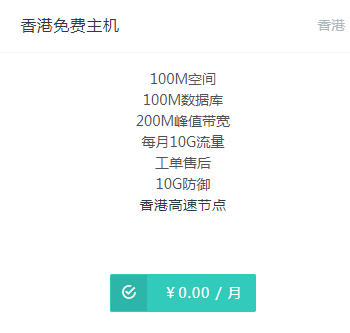 香港免费主机 香港
100M空间
100M数据库
200M峰值带宽
每月10G流量
工单售后
10G防御
香港高速节点
￥0.00 / 月